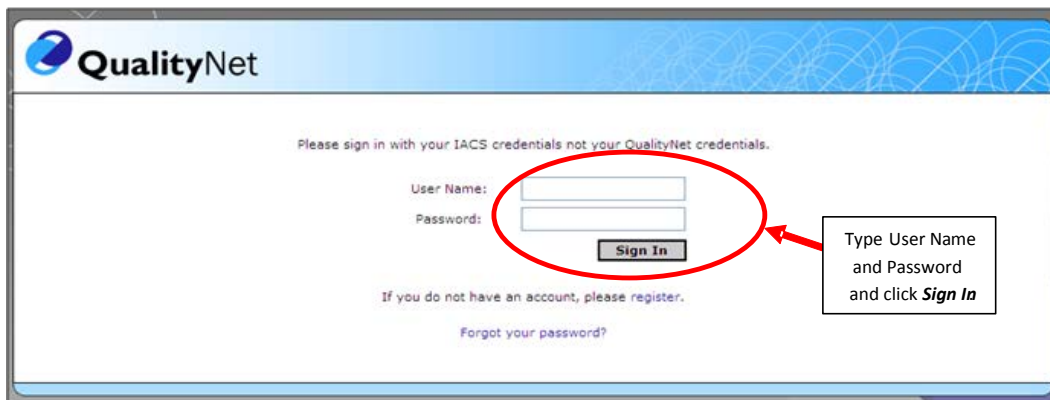 QualityNet
Please sign in with your IACS credentials not your QualityNet credentials.
User Name:
Password:
Sign In
Type User Name
and Password
and click Sign In
If you do not have an account, please register.
Forgot your password?